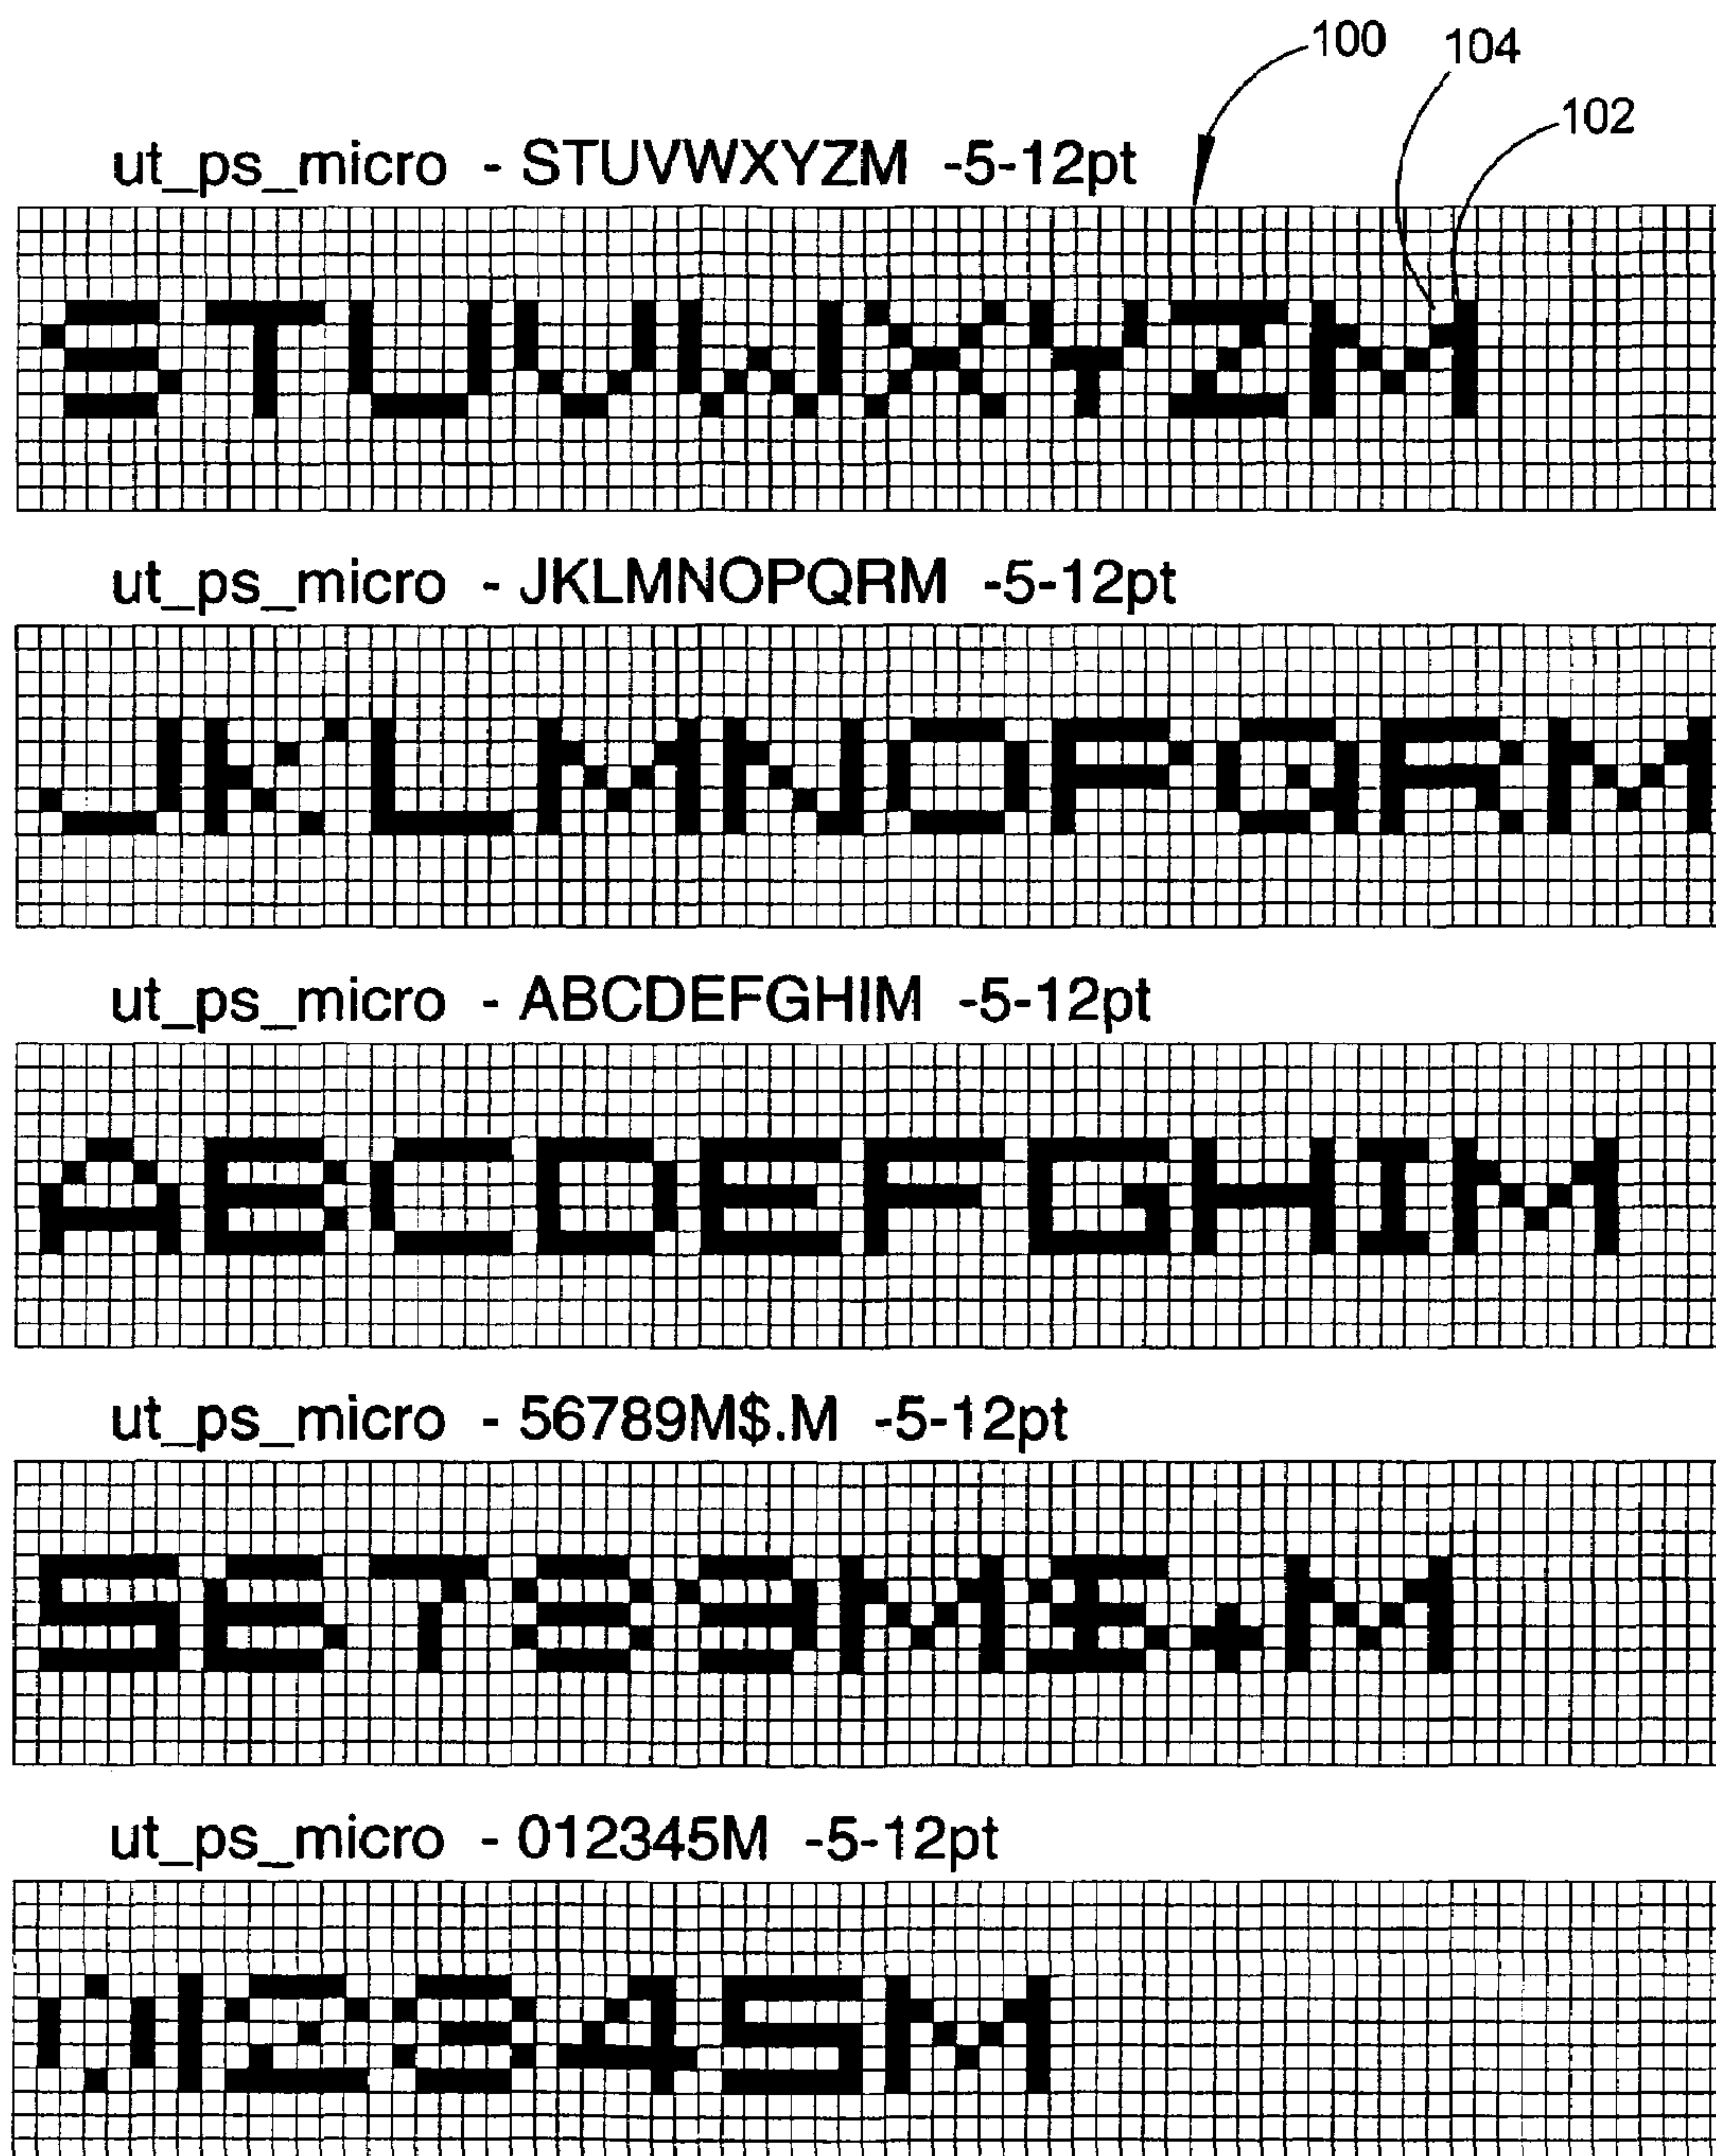 100
104
102
ut_ps_micro - STUVWXYZM -5-12pt
STUVWXYZM
ut_ps_micro - JKLMNOPQRM -5-12pt
JKLMNOPQRM
ut_ps_micro - ABCDEFGHIM -5-12pt
ABCDEFGHIM
ut_ps_micro - 56789M$.M -5-12pt
56789M$.M
ut_ps_micro - 012345M -5-12pt
012345M